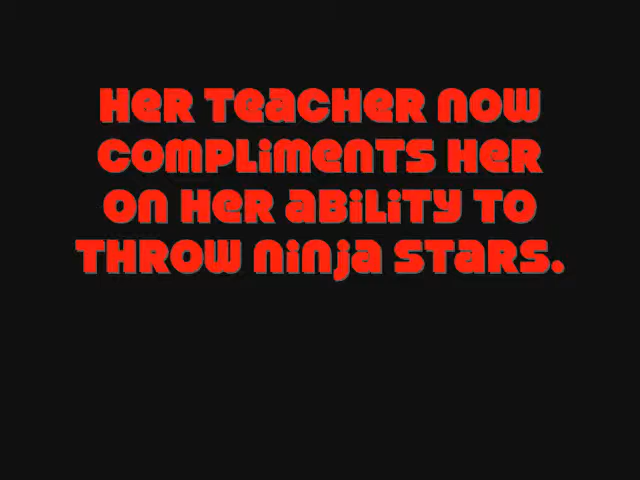 Her teacher now
compliments her
on her ability to
throw ninja stars.